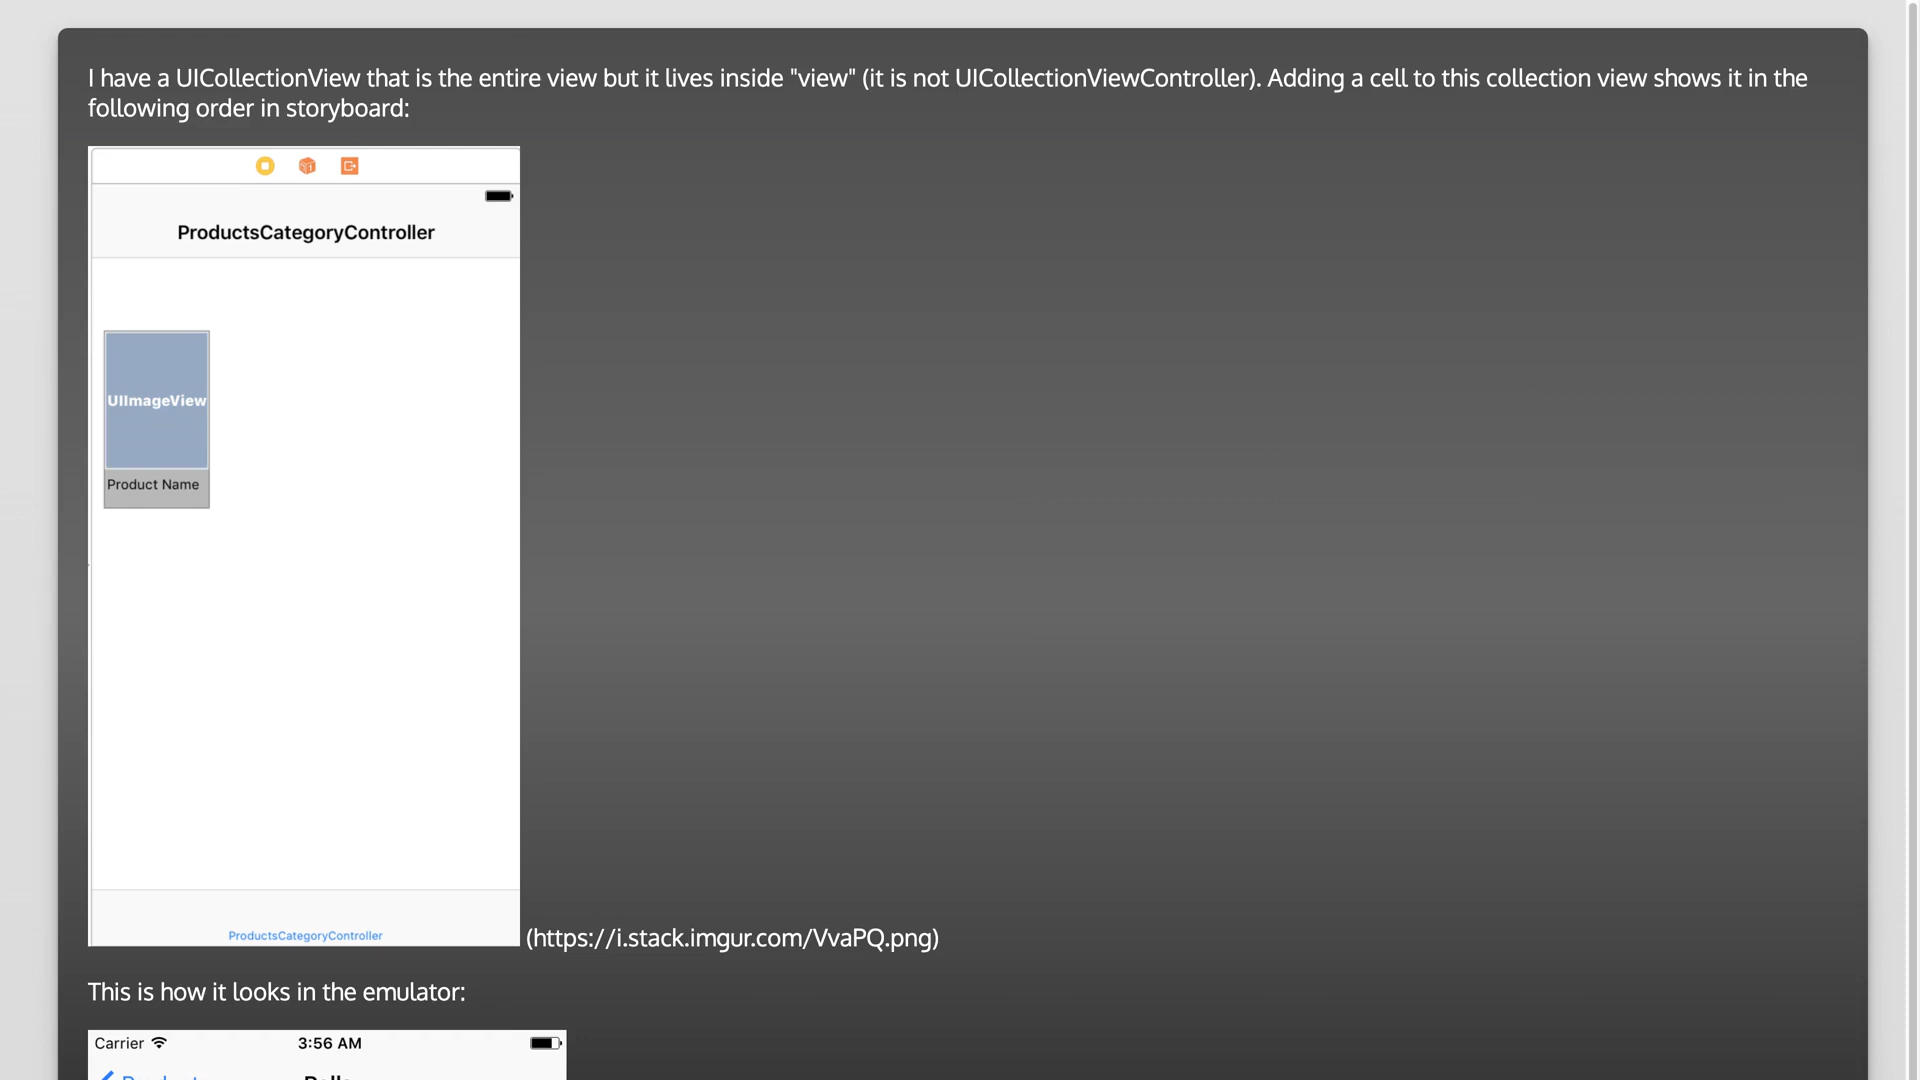 I have a UICollectionView that is the entire view but it lives inside "view" (it is not UICollectionViewController). Adding a cell to this collection view shows it in the
following order in storyboard:
ProductsCategoryController
UIImageView
Product Name
ProductsCategoryController
(https://i.stack.imgur.com/VvaPQ.png)
This is how it looks in the emulator:
Carrier 3:56 AM